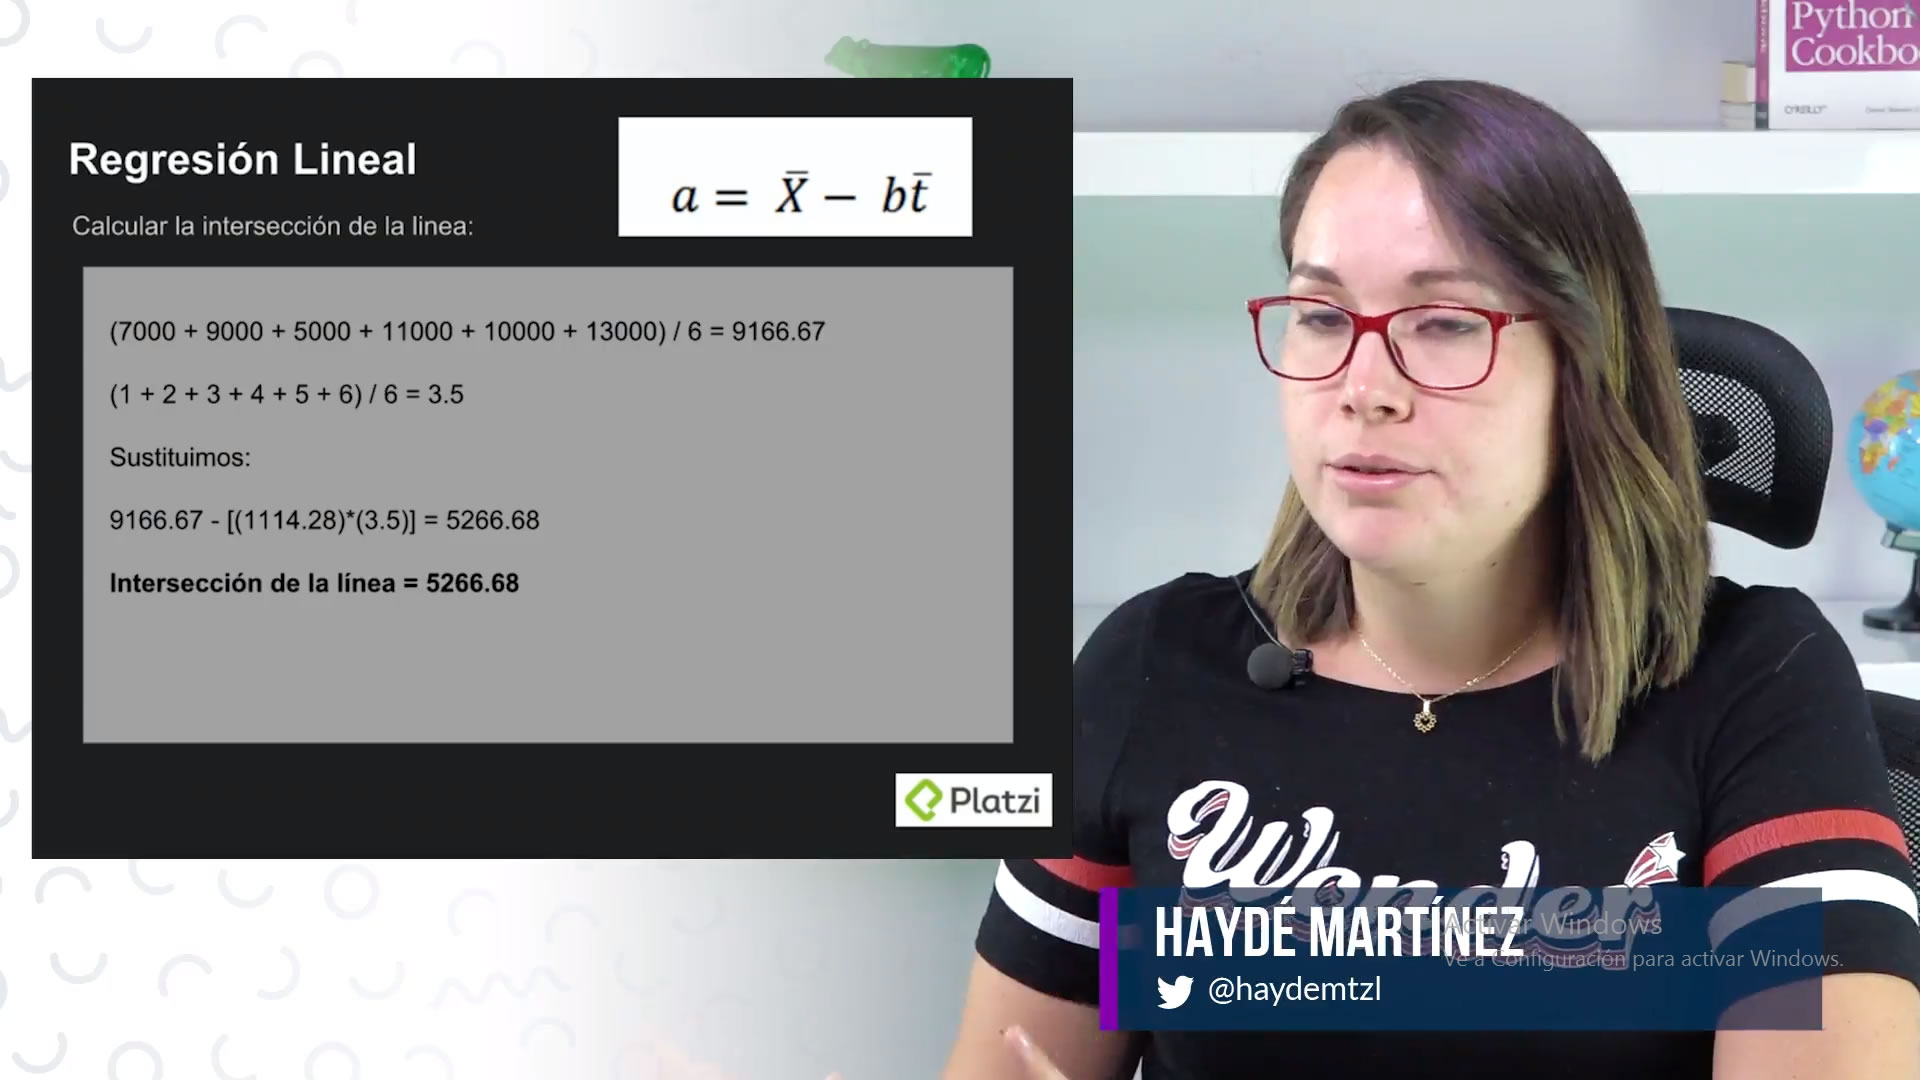 Python
Cookbo
O'REILLY
Regresión Lineal
a = X̄ − bt̄
Calcular la intersección de la linea:
(7000 + 9000 + 5000 + 11000 + 10000 + 13000) / 6 = 9166.67
(1 + 2 + 3 + 4 + 5 + 6) / 6 = 3.5
Sustituimos:
9166.67 - [(1114.28)*(3.5)] = 5266.68
Intersección de la línea = 5266.68
Platzi
Wonder
HAYDÉ MARTÍNEZ
@haydemtzl
Activar Windows
Ve a Configuración para activar Windows.